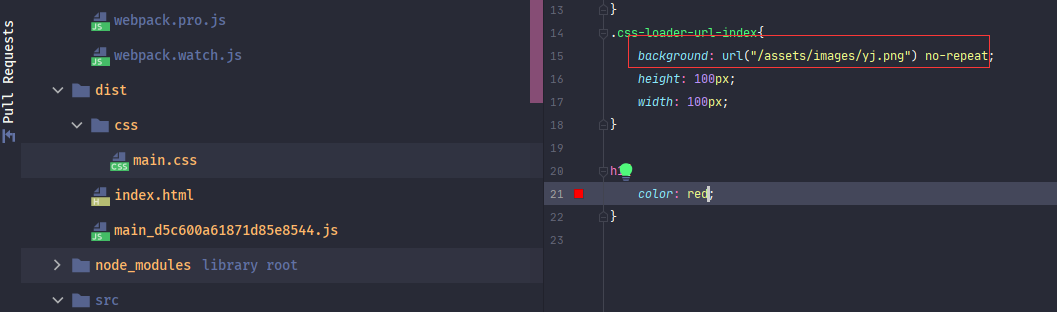 Pull Requests
webpack.pro.js
webpack.watch.js
dist
css
main.css
index.html
main_d5c600a61871d85e8544.js
node_modules library root
src
13 }
14 .css-loader-url-index{
15 background: url("/assets/images/yj.png") no-repeat;
16 height: 100px;
17 width: 100px;
18 }
19
20
21 color: red;
22 }
23